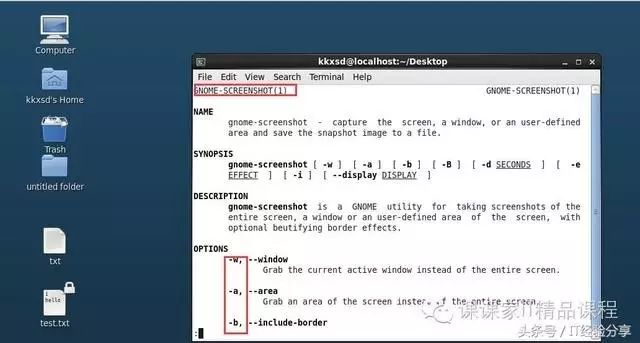 Computer
kkxsd's Home
Trash
untitled folder
txt
i
hello
test.txt
kkxsd@localhost:~/Desktop
File Edit View Search Terminal Help
GNOME-SCREENSHOT(1) GNOME-SCREENSHOT(1)
NAME
gnome-screenshot - capture the screen, a window, or an user-defined
area and save the snapshot image to a file.
SYNOPSIS
gnome-screenshot [ -w ] [ -a ] [ -b ] [ -B ] [ -d SECONDS ] [ -e
EFFECT ] [ -i ] [ --display DISPLAY ]
DESCRIPTION
gnome-screenshot is a GNOME utility for taking screenshots of the
entire screen, a window or an user-defined area of the screen, with
optional beutifying border effects.
OPTIONS
-w, --window
Grab the current active window instead of the entire screen.
-a, --area
Grab an area of the screen instead of the entire screen.
-b, --include-border
:
课课家IT精品课程
头条号 / IT经验分享